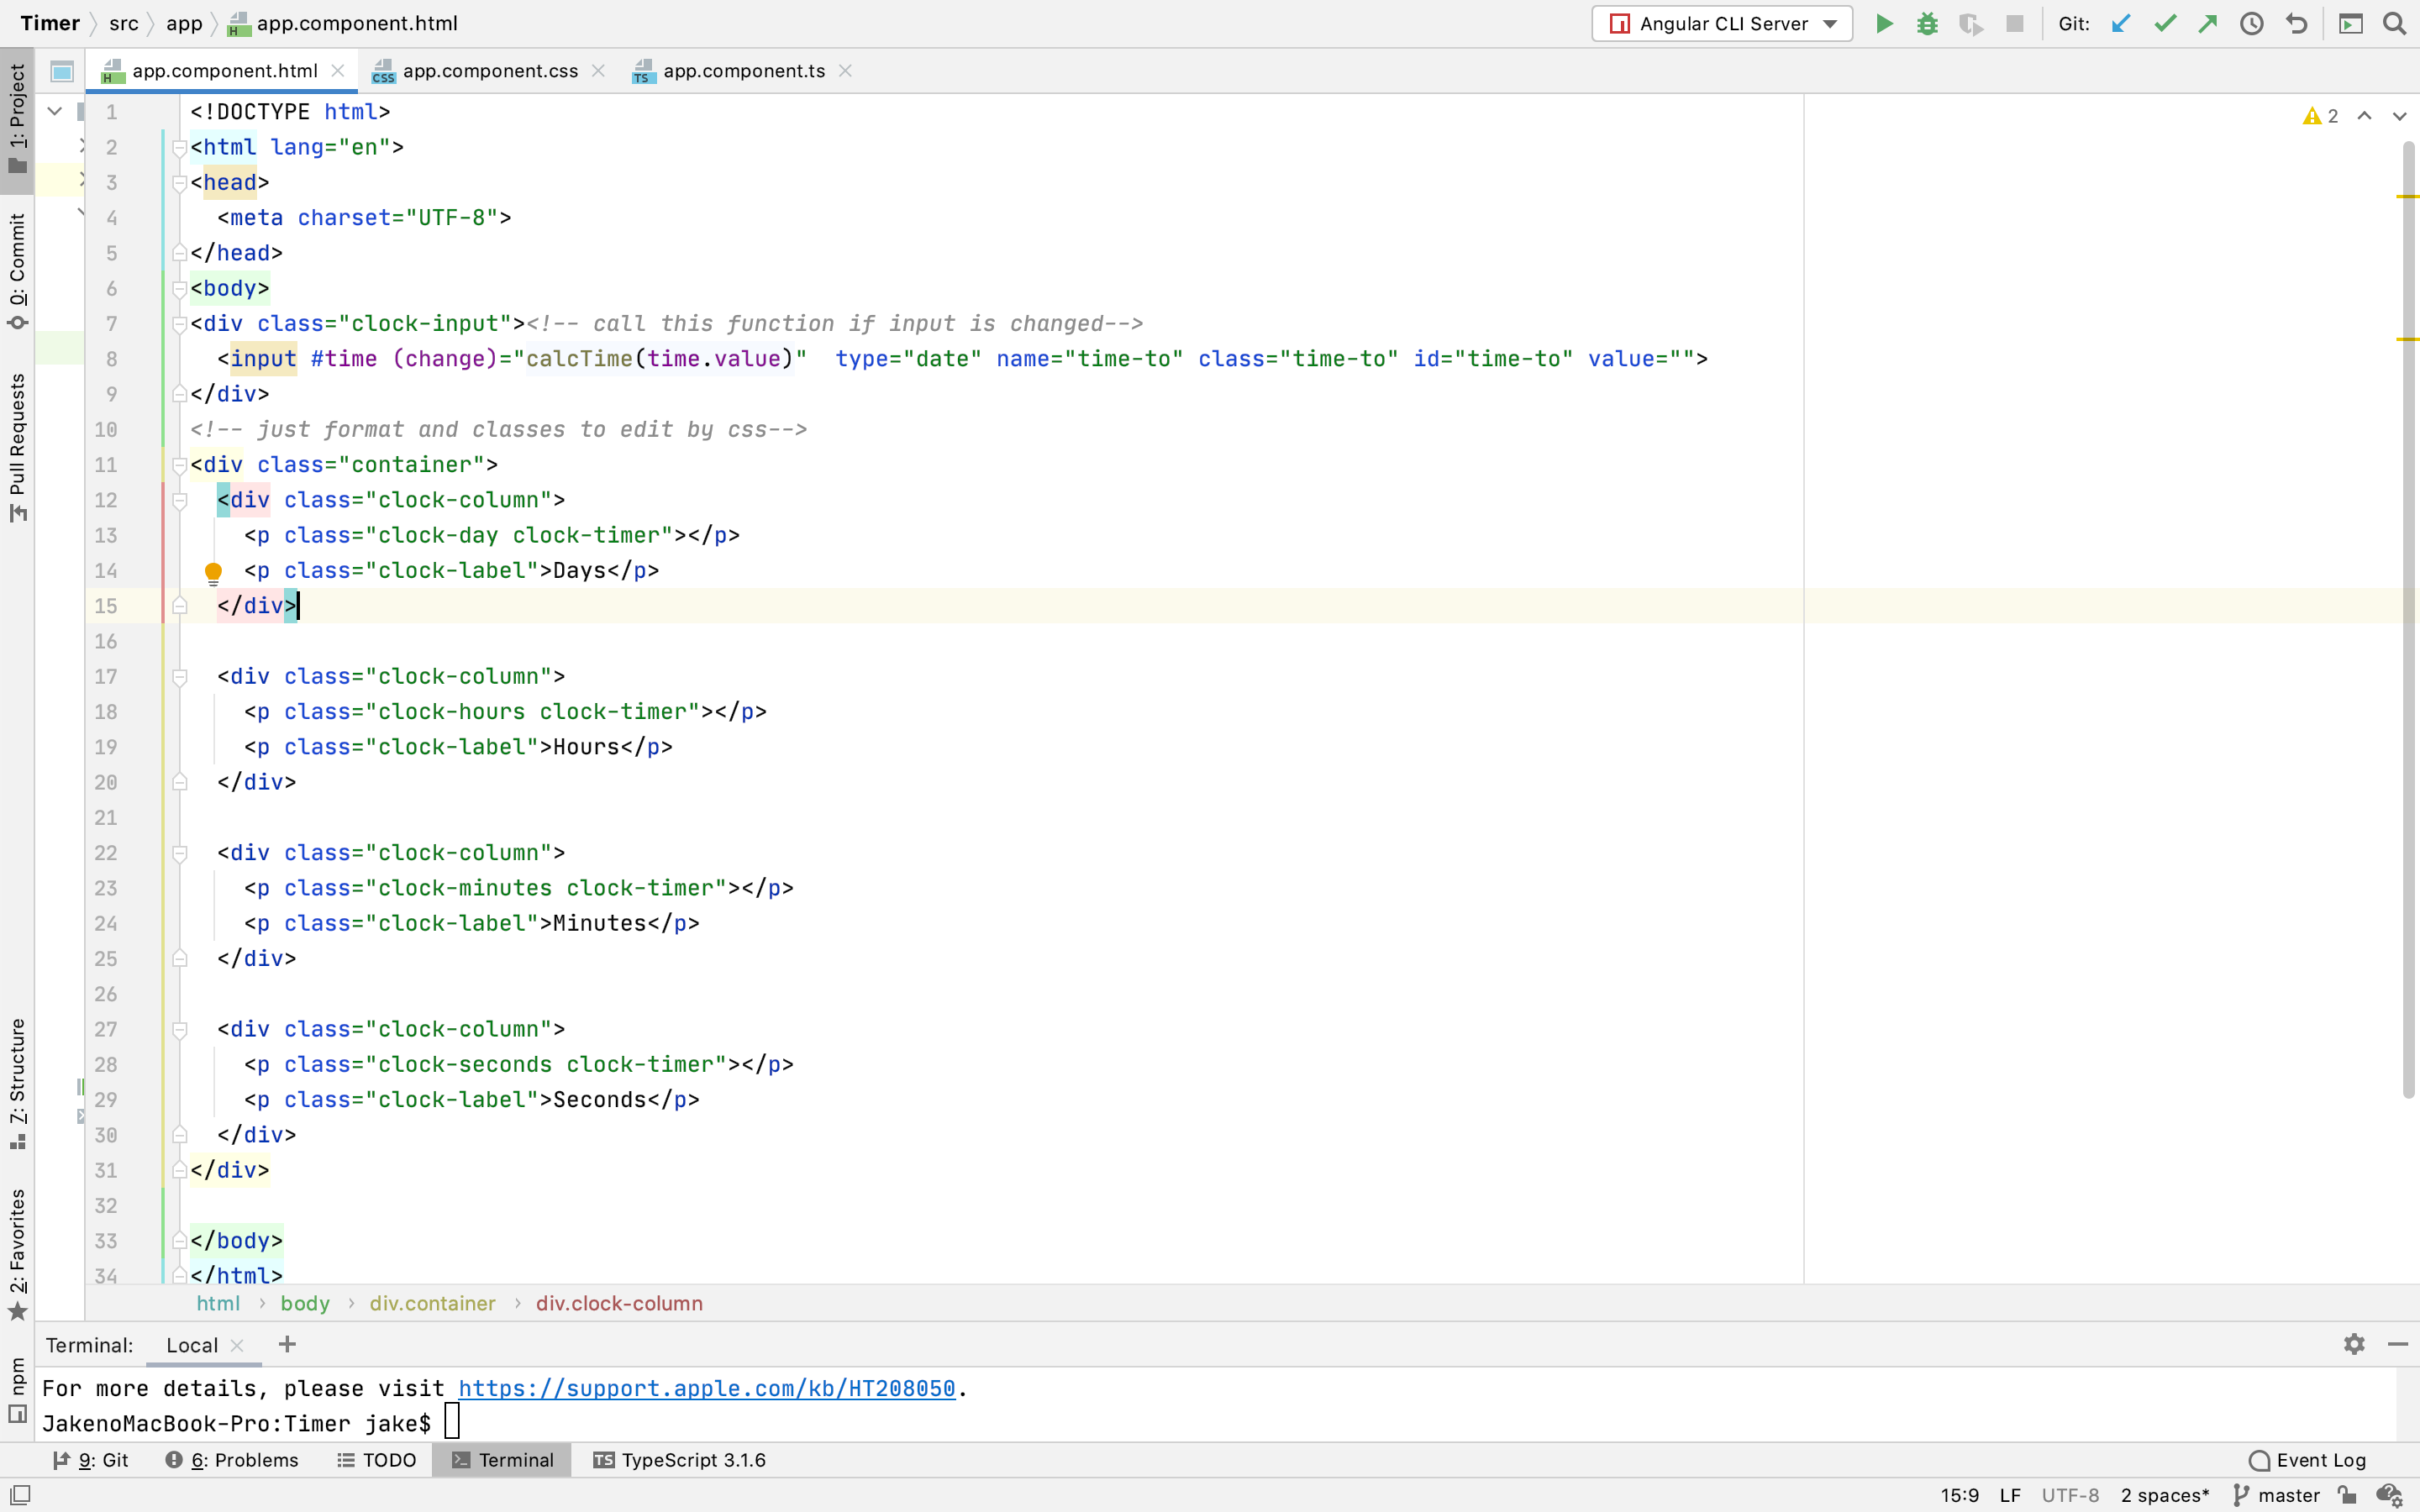 Timer src app app.component.html Angular CLI Server Git:
app.component.html app.component.css app.component.ts
1 <!DOCTYPE html>
2 <html lang="en">
3 <head>
4 <meta charset="UTF-8">
5 </head>
6 <body>
7 <div class="clock-input"><!-- call this function if input is changed-->
8 <input #time (change)="calcTime(time.value)"  type="date" name="time-to" class="time-to" id="time-to" value="">
9 </div>
10 <!-- just format and classes to edit by css-->
11 <div class="container">
12 <div class="clock-column">
13 <p class="clock-day clock-timer"></p>
14 <p class="clock-label">Days</p>
15 </div>
16
17 <div class="clock-column">
18 <p class="clock-hours clock-timer"></p>
19 <p class="clock-label">Hours</p>
20 </div>
21
22 <div class="clock-column">
23 <p class="clock-minutes clock-timer"></p>
24 <p class="clock-label">Minutes</p>
25 </div>
26
27 <div class="clock-column">
28 <p class="clock-seconds clock-timer"></p>
29 <p class="clock-label">Seconds</p>
30 </div>
31 </div>
32
33 </body>
34 </html>
2
1: Project
0: Commit
Pull Requests
7: Structure
2: Favorites
npm
html body div.container div.clock-column
Terminal: Local
For more details, please visit https://support.apple.com/kb/HT208050.
JakenoMacBook-Pro:Timer jake$
9: Git 6: Problems TODO Terminal TypeScript 3.1.6 Event Log
15:9 LF UTF-8 2 spaces* master